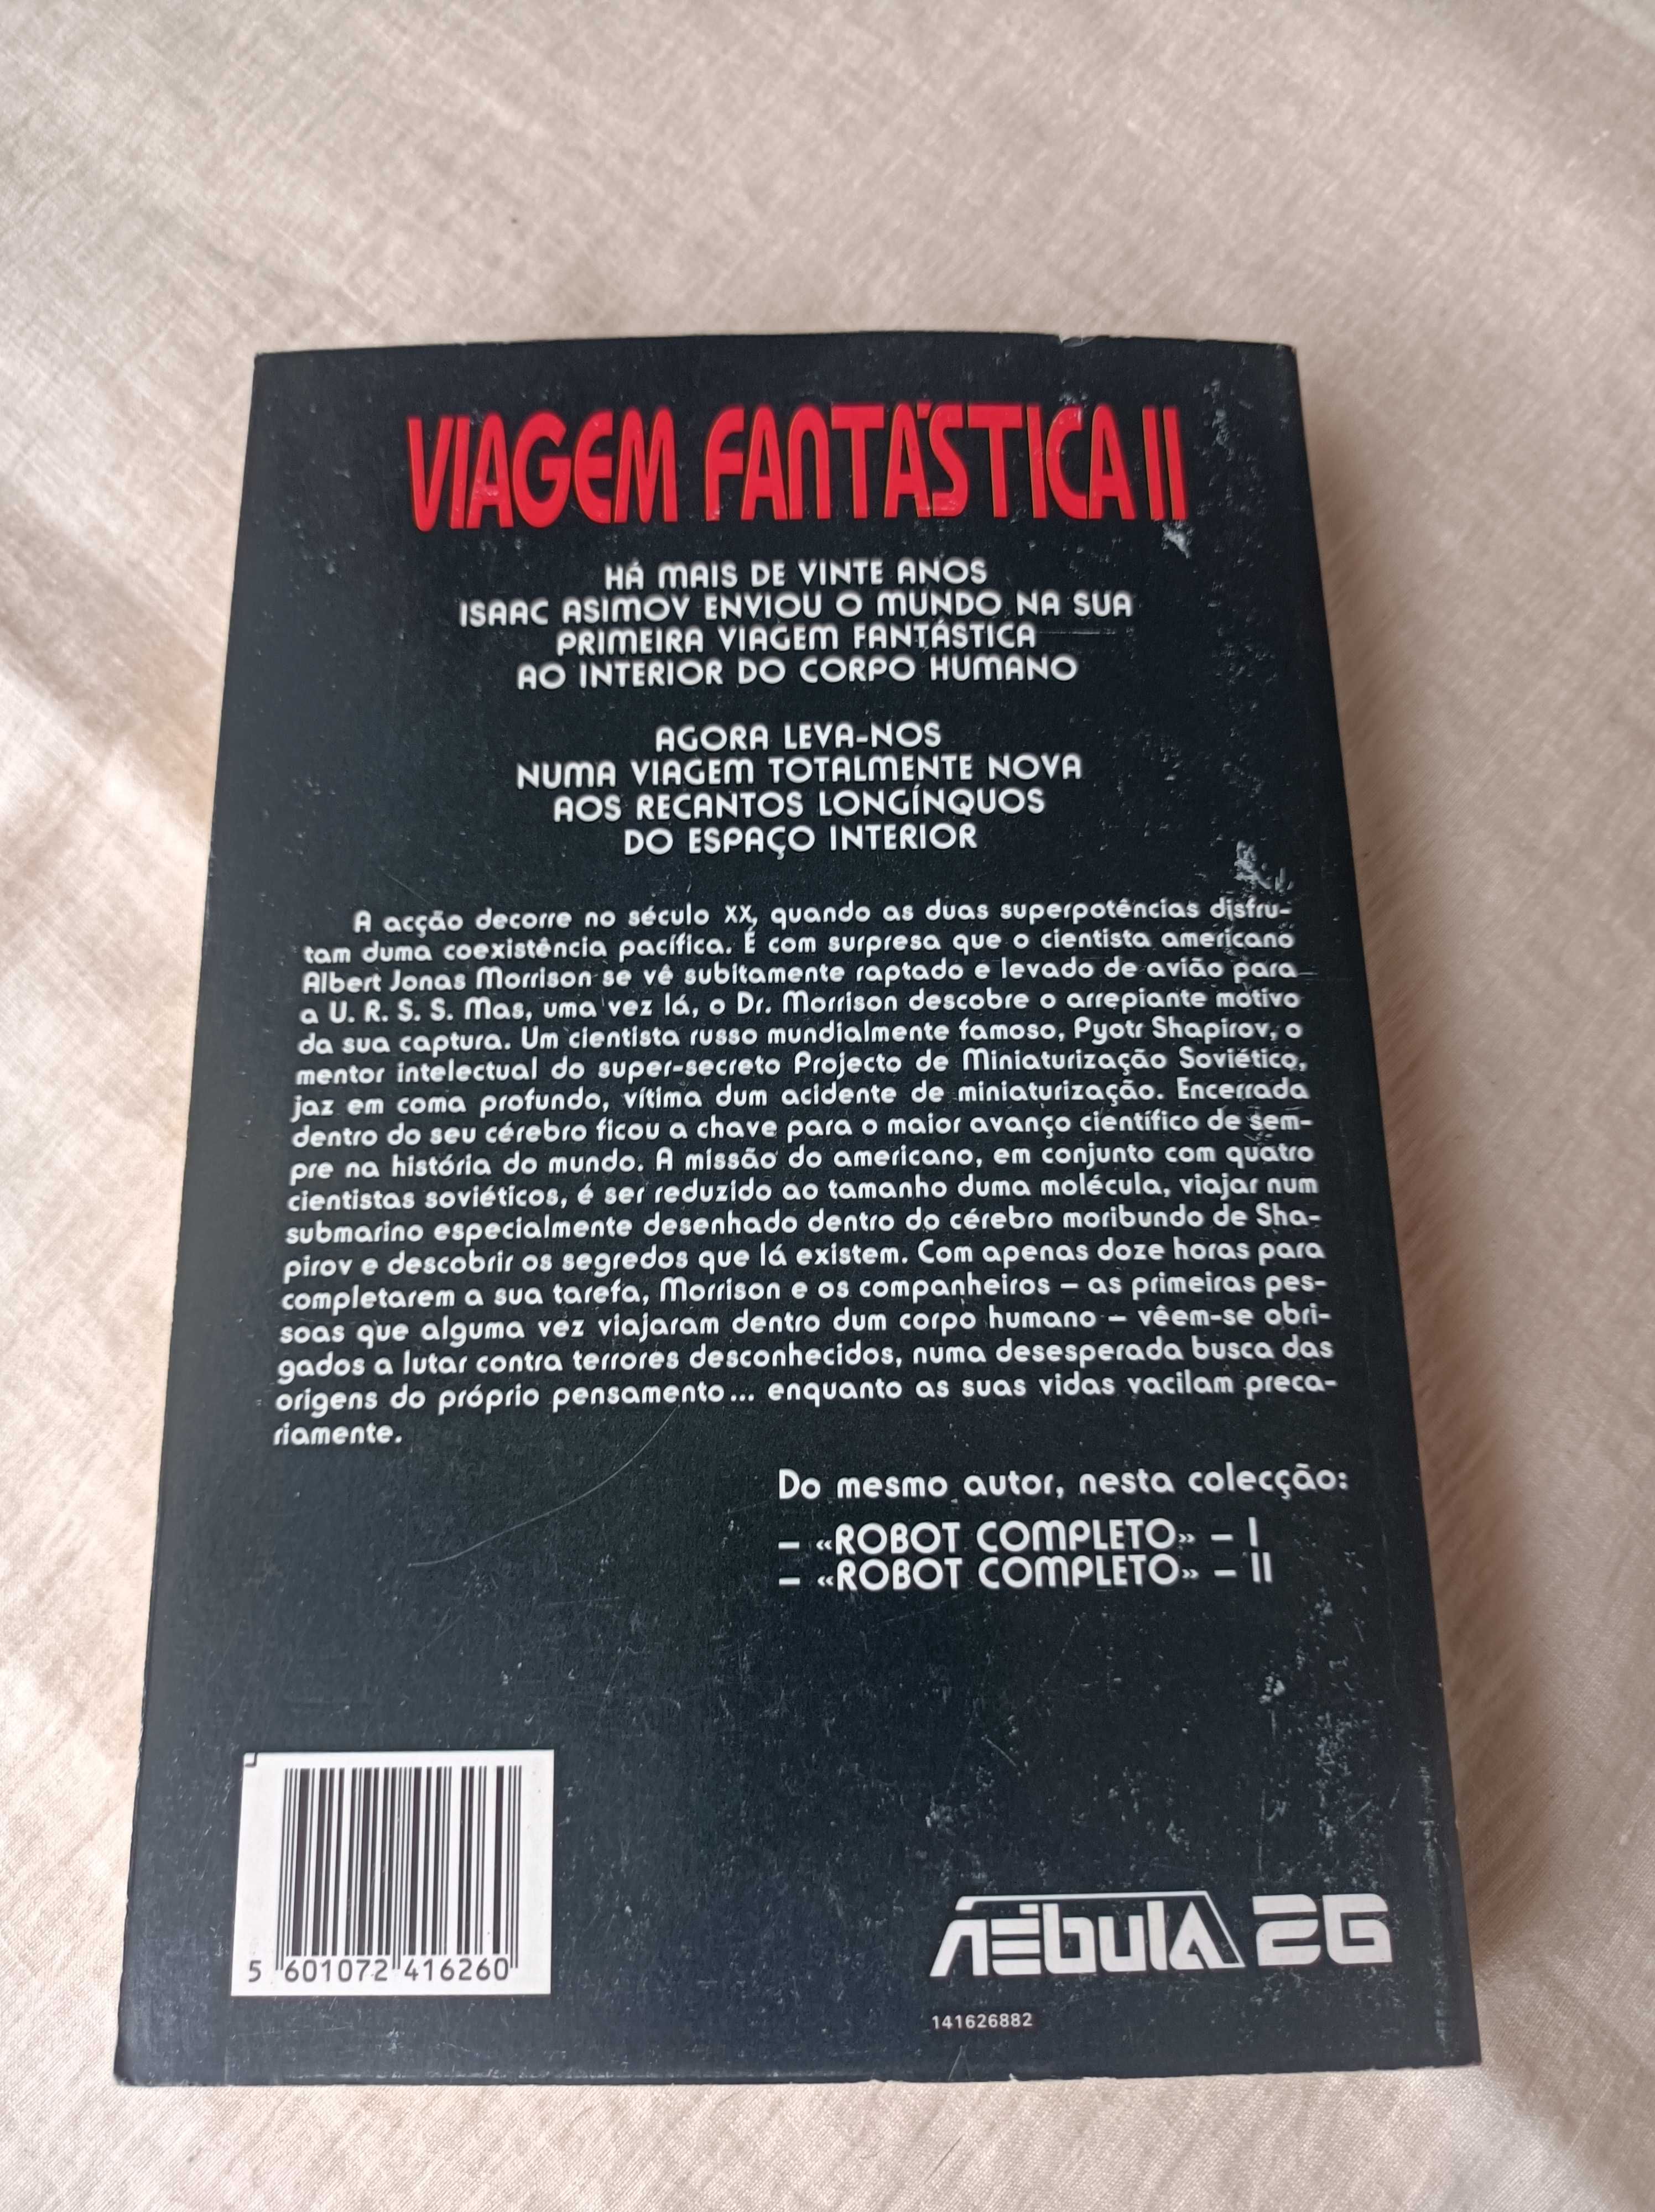 VIAGEM FANTÁSTICA II
HÁ MAIS DE VINTE ANOS
ISAAC ASIMOV ENVIOU O MUNDO NA SUA
PRIMEIRA VIAGEM FANTÁSTICA
AO INTERIOR DO CORPO HUMANO
AGORA LEVA-NOS
NUMA VIAGEM TOTALMENTE NOVA
AOS RECANTOS LONGÍNQUOS
DO ESPAÇO INTERIOR
A acção decorre no século XX, quando as duas superpotências disfru-
tam duma coexistência pacífica. É com surpresa que o cientista americano
Albert Jonas Morrison se vê subitamente raptado e levado de avião para
a U. R. S. S. Mas, uma vez lá, o Dr. Morrison descobre o arrepiante motivo
da sua captura. Um cientista russo mundialmente famoso, Pyotr Shapirov, o
mentor intelectual do super-secreto Projecto de Miniaturização Soviético,
jaz em coma profundo, vítima dum acidente de miniaturização. Encerrada
dentro do seu cérebro ficou a chave para o maior avanço científico de sem-
pre na história do mundo. A missão do americano, em conjunto com quatro
cientistas soviéticos, é ser reduzido ao tamanho duma molécula, viajar num
submarino especialmente desenhado dentro do cérebro moribundo de Sha-
pirov e descobrir os segredos que lá existem. Com apenas doze horas para
completarem a sua tarefa, Morrison e os companheiros – as primeiras pes-
soas que alguma vez viajaram dentro dum corpo humano – vêem-se obri-
gados a lutar contra terrores desconhecidos, numa desesperada busca das
origens do próprio pensamento... enquanto as suas vidas vacilam preca-
riamente.
Do mesmo autor, nesta colecção:
– «ROBOT COMPLETO» – I
– «ROBOT COMPLETO» – II
5 601072 416260
nébula 26
141626882